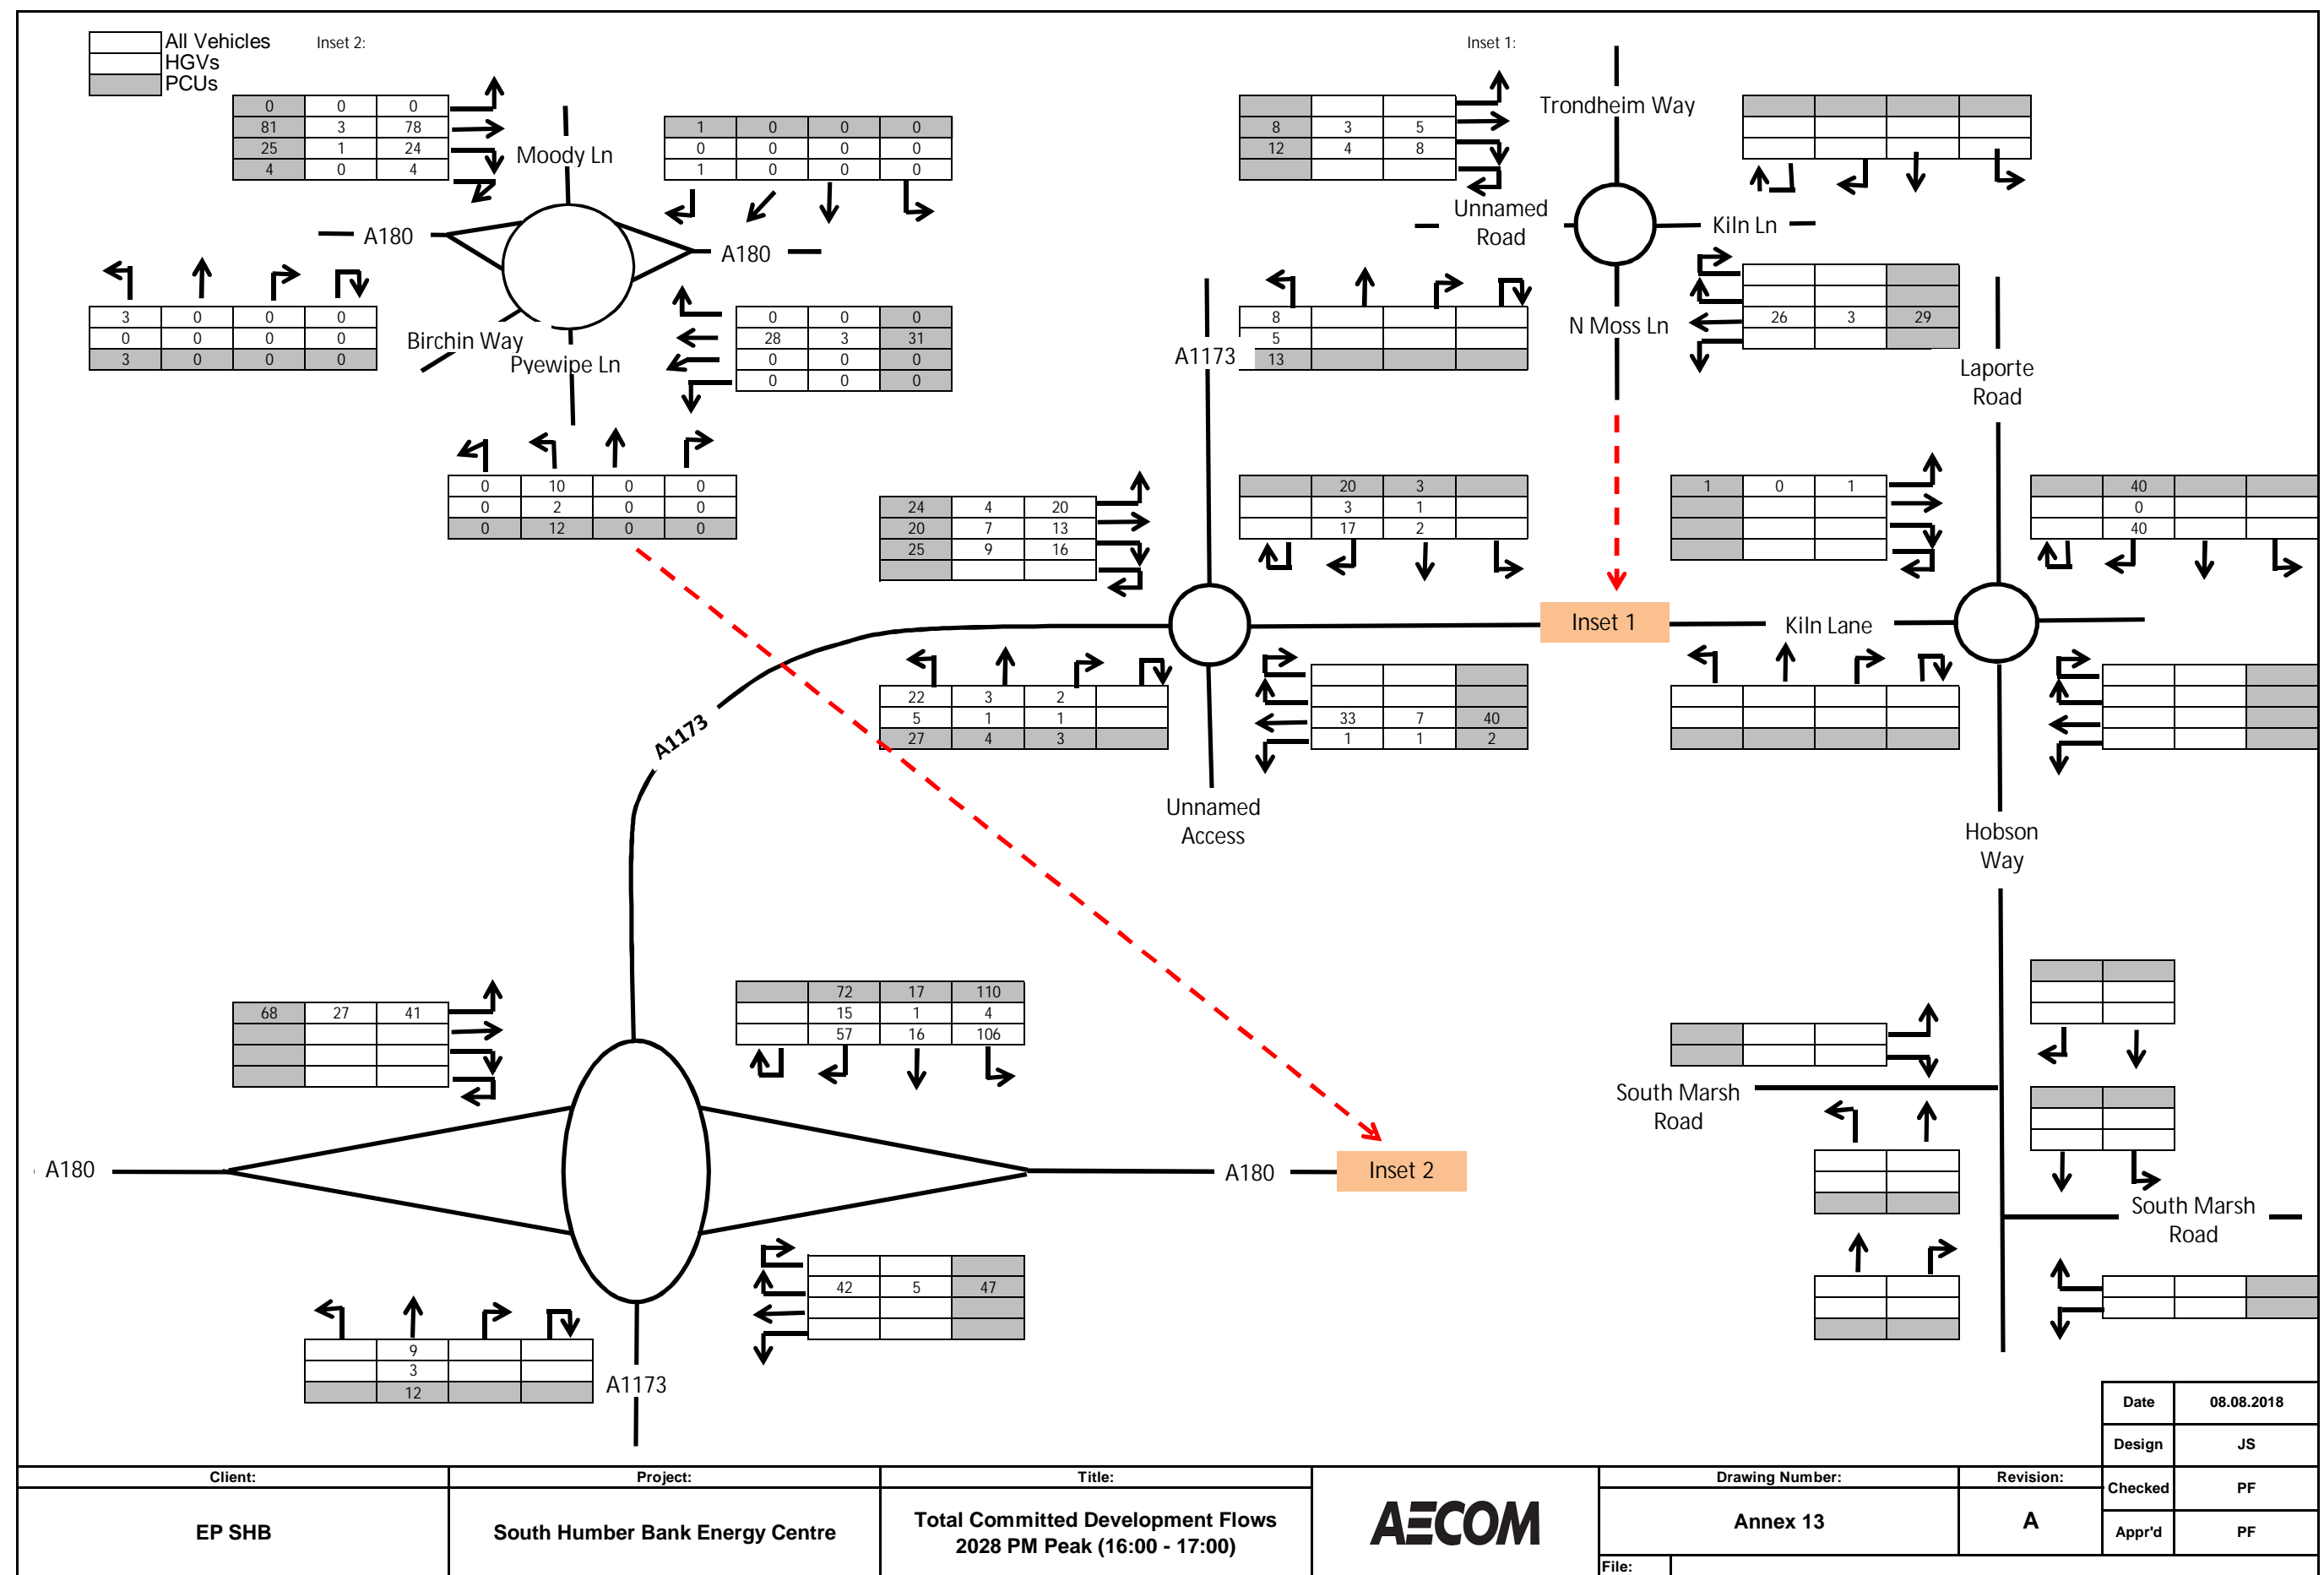 All Vehicles
HGVs
PCUs
Inset 2:
Inset 1:
0 0 0
81 3 78
25 1 24
4 0 4
Moody Ln
1 0 0 0
0 0 0 0
1 0 0 0
A180
A180
3 0 0 0
0 0 0 0
3 0 0 0
Birchin Way
Pyewipe Ln
0 0 0
28 3 31
0 0 0
0 0 0
0 10 0 0
0 2 0 0
0 12 0 0
8 3 5
12 4 8
Trondheim Way
Unnamed
Road
Kiln Ln
N Moss Ln
8
5
13
26 3 29
A1173
Laporte
Road
24 4 20
20 7 13
25 9 16
20 3
3 1
17 2
1 0 1
40
0
40
Inset 1
Kiln Lane
A1173
22 3 2
5 1 1
27 4 3
33 7 40
1 1 2
Unnamed
Access
Hobson
Way
68 27 41
72 17 110
15 1 4
57 16 106
South Marsh
Road
A180
A180
Inset 2
South Marsh
Road
42 5 47
9
3
12
A1173
Date 08.08.2018
Design JS
Checked PF
Appr'd PF
Client:
EP SHB
Project:
South Humber Bank Energy Centre
Title:
Total Committed Development Flows
2028 PM Peak (16:00 - 17:00)
AECOM
Drawing Number:
Annex 13
Revision:
A
File: